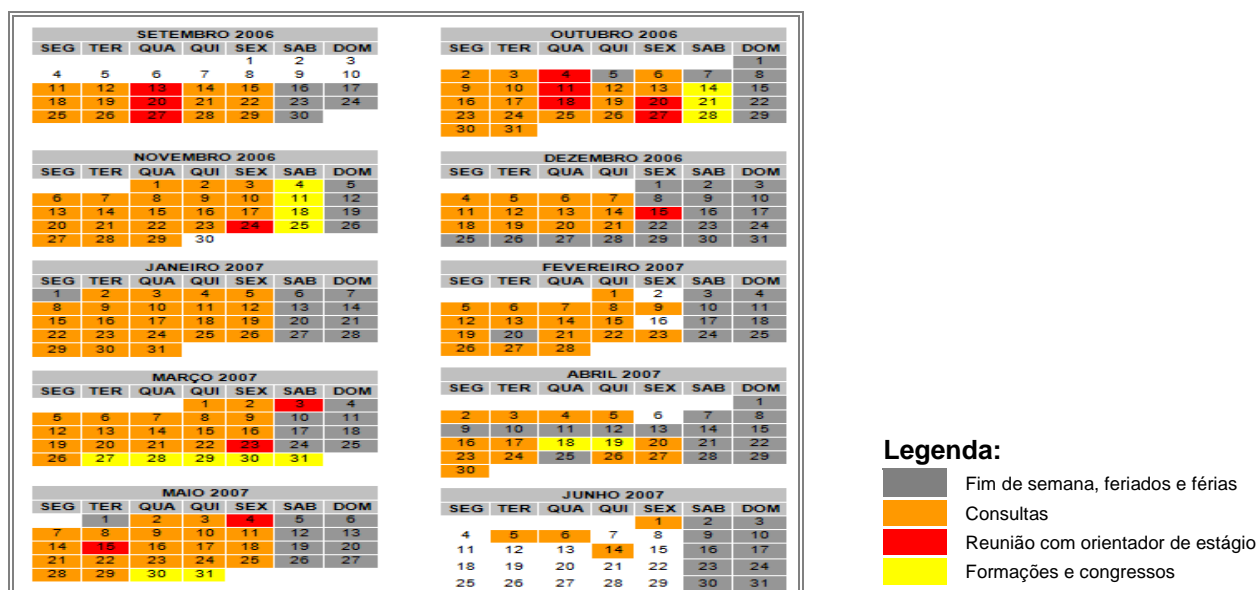 SETEMBRO 2006
SEG TER QUA QUI SEX SAB DOM
1 2 3
4 5 6 7 8 9 10
11 12 13 14 15 16 17
18 19 20 21 22 23 24
25 26 27 28 29 30
OUTUBRO 2006
SEG TER QUA QUI SEX SAB DOM
1
2 3 4 5 6 7 8
9 10 11 12 13 14 15
16 17 18 19 20 21 22
23 24 25 26 27 28 29
30 31
NOVEMBRO 2006
SEG TER QUA QUI SEX SAB DOM
1 2 3 4 5
6 7 8 9 10 11 12
13 14 15 16 17 18 19
20 21 22 23 24 25 26
27 28 29 30
DEZEMBRO 2006
SEG TER QUA QUI SEX SAB DOM
1 2 3
4 5 6 7 8 9 10
11 12 13 14 15 16 17
18 19 20 21 22 23 24
25 26 27 28 29 30 31
JANEIRO 2007
SEG TER QUA QUI SEX SAB DOM
1 2 3 4 5 6 7
8 9 10 11 12 13 14
15 16 17 18 19 20 21
22 23 24 25 26 27 28
29 30 31
FEVEREIRO 2007
SEG TER QUA QUI SEX SAB DOM
1 2 3 4
5 6 7 8 9 10 11
12 13 14 15 16 17 18
19 20 21 22 23 24 25
26 27 28
MARÇO 2007
SEG TER QUA QUI SEX SAB DOM
1 2 3 4
5 6 7 8 9 10 11
12 13 14 15 16 17 18
19 20 21 22 23 24 25
26 27 28 29 30 31
ABRIL 2007
SEG TER QUA QUI SEX SAB DOM
1
2 3 4 5 6 7 8
9 10 11 12 13 14 15
16 17 18 19 20 21 22
23 24 25 26 27 28 29
30
MAIO 2007
SEG TER QUA QUI SEX SAB DOM
1 2 3 4 5 6
7 8 9 10 11 12 13
14 15 16 17 18 19 20
21 22 23 24 25 26 27
28 29 30 31
JUNHO 2007
SEG TER QUA QUI SEX SAB DOM
1 2 3
4 5 6 7 8 9 10
11 12 13 14 15 16 17
18 19 20 21 22 23 24
25 26 27 28 29 30 31
Legenda:
Fim de semana, feriados e férias
Consultas
Reunião com orientador de estágio
Formações e congressos